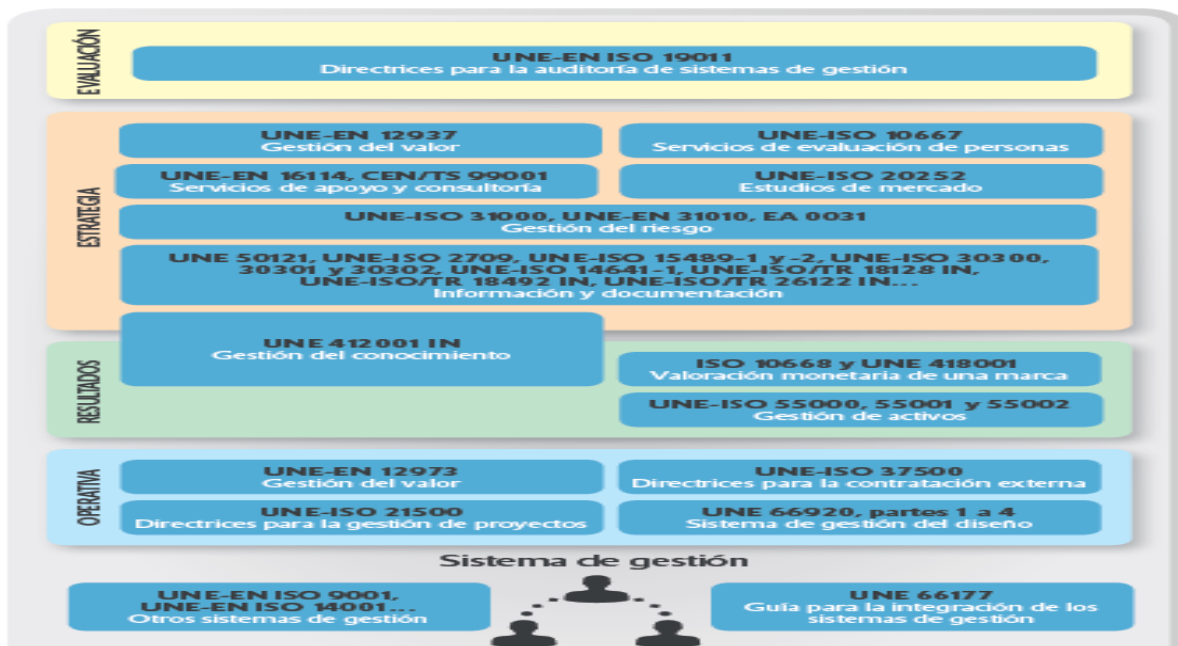 EVALUACIÓN
UNE-EN ISO 19011
Directrices para la auditoría de sistemas de gestión
ESTRATEGIA
UNE-EN 12937
Gestión del valor
UNE-ISO 10667
Servicios de evaluación de personas
UNE-EN 16114, CEN/TS 99001
Servicios de apoyo y consultoría
UNE-ISO 20252
Estudios de mercado
UNE-ISO 31000, UNE-EN 31010, EA 0031
Gestión del riesgo
UNE 50121, UNE-ISO 2709, UNE-ISO 15489-1 y -2, UNE-ISO 30300,
30301 y 30302, UNE-ISO 14641-1, UNE-ISO/TR 18128 IN,
UNE-ISO/TR 18492 IN, UNE-ISO/TR 26122 IN...
Información y documentación
UNE 412001 IN
Gestión del conocimiento
RESULTADOS
ISO 10668 y UNE 418001
Valoración monetaria de una marca
UNE-ISO 55000, 55001 y 55002
Gestión de activos
OPERATIVA
UNE-EN 12973
Gestión del valor
UNE-ISO 37500
Directrices para la contratación externa
UNE-ISO 21500
Directrices para la gestión de proyectos
UNE 66920, partes 1 a 4
Sistema de gestión del diseño
Sistema de gestión
UNE-EN ISO 9001,
UNE-EN ISO 14001...
Otros sistemas de gestión
UNE 66177
Guía para la integración de los
sistemas de gestión